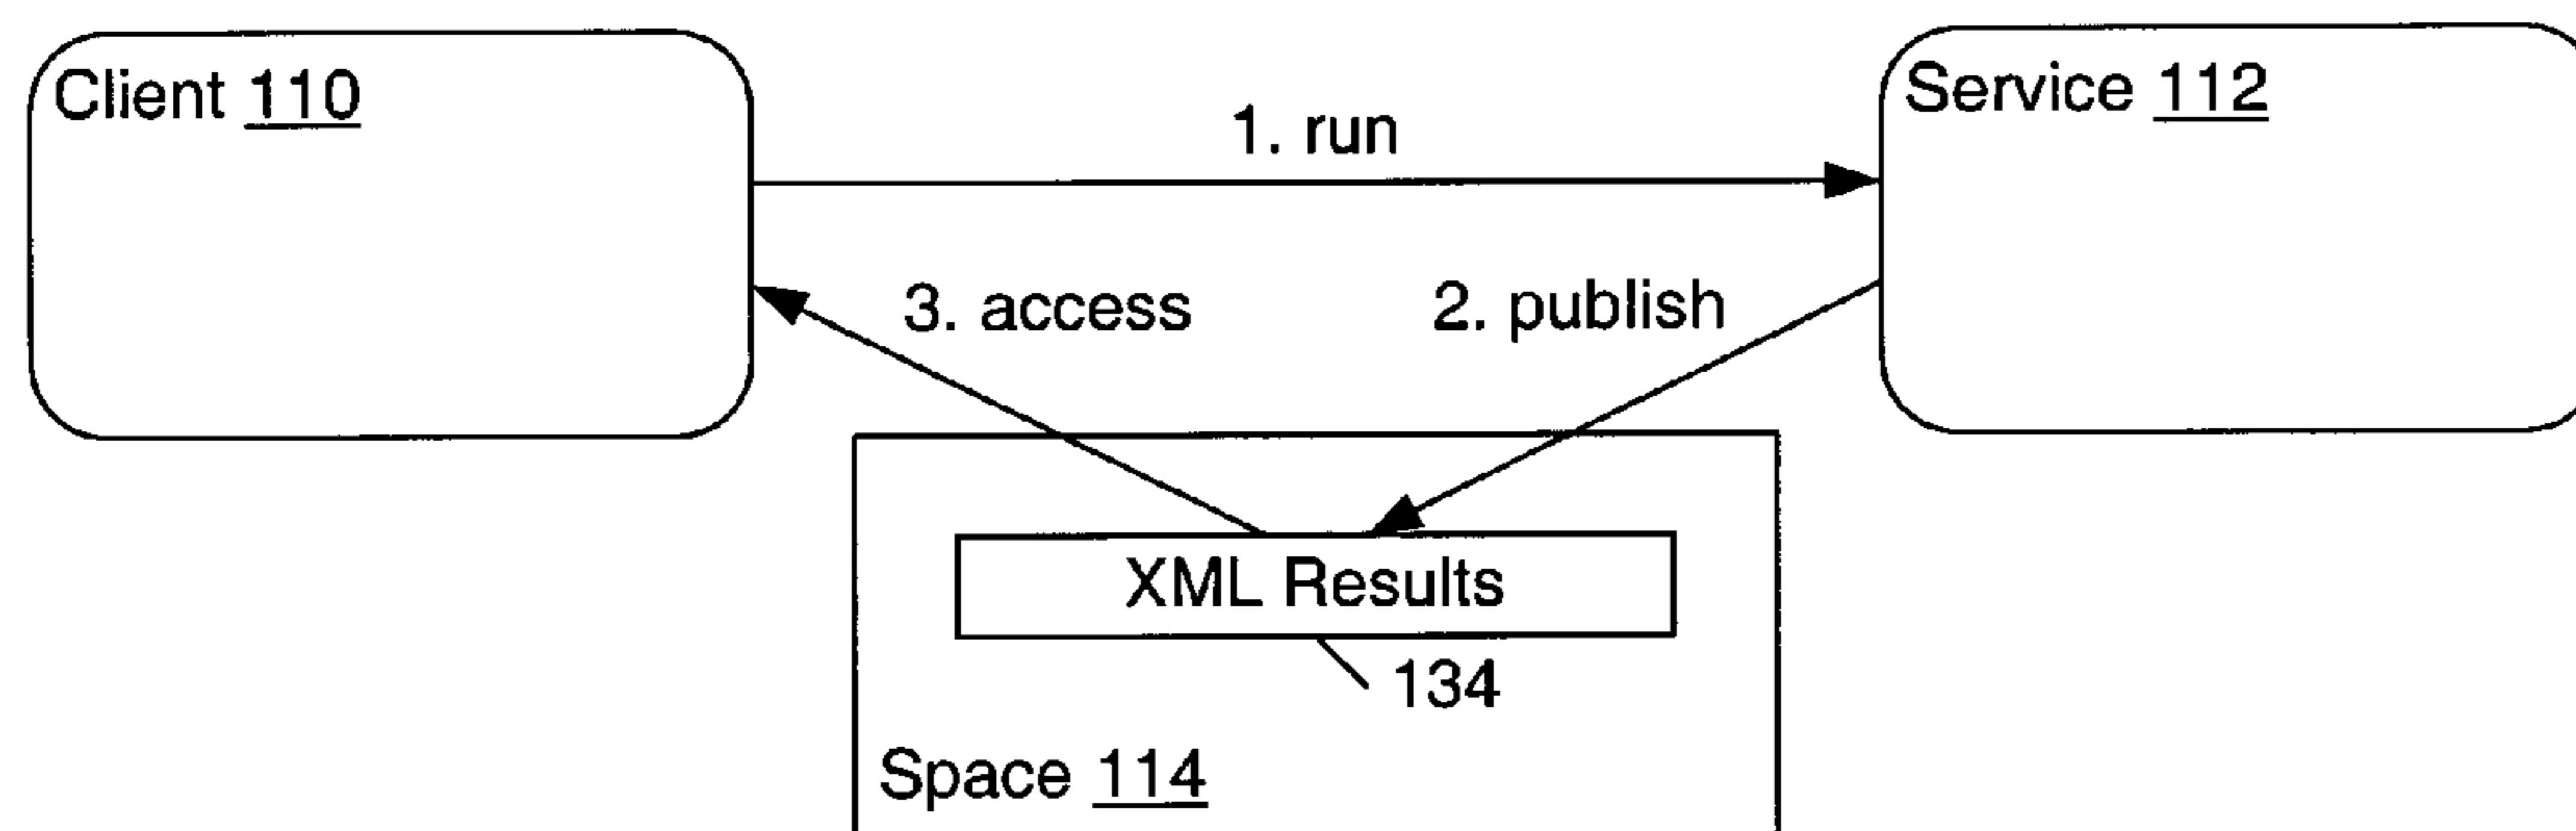 Client 110
Service 112
1. run
3. access
2. publish
XML Results
134
Space 114